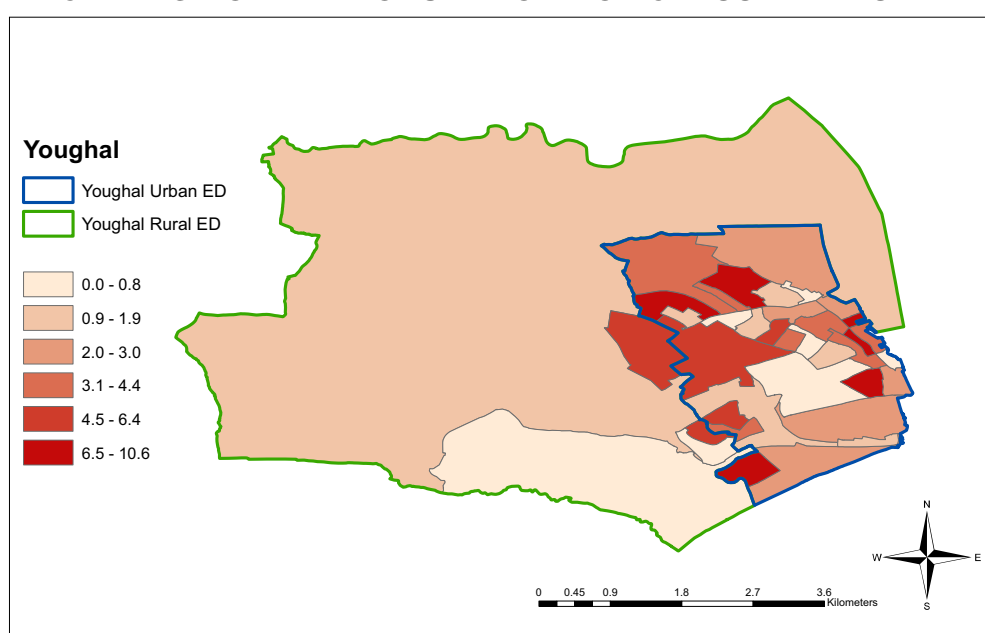 Youghal
Youghal Urban ED
Youghal Rural ED
0.0 - 0.8
0.9 - 1.9
2.0 - 3.0
3.1 - 4.4
4.5 - 6.4
6.5 - 10.6
N
W E
S
0 0.45 0.9 1.8 2.7 3.6
Kilometers